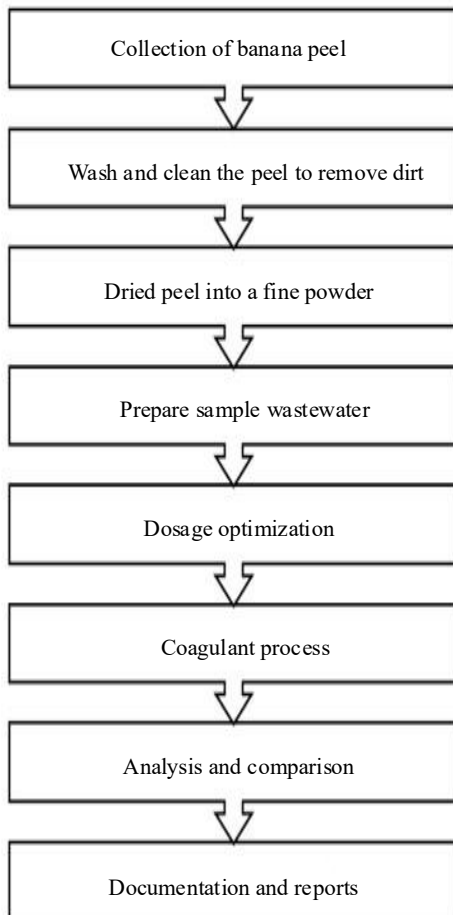 Collection of banana peel
Wash and clean the peel to remove dirt
Dried peel into a fine powder
Prepare sample wastewater
Dosage optimization
Coagulant process
Analysis and comparison
Documentation and reports